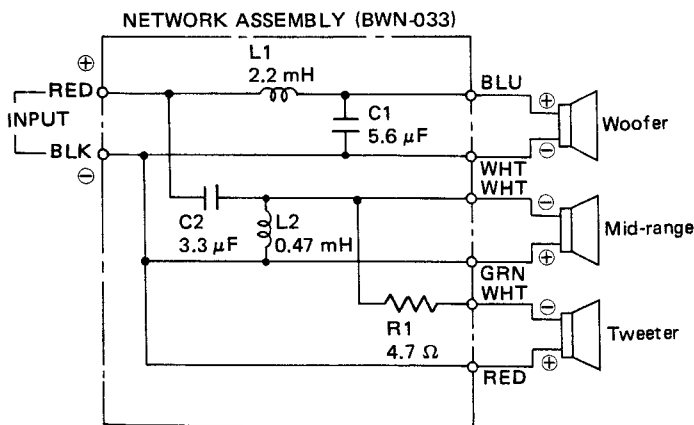 NETWORK ASSEMBLY (BWN-033)
⊕
RED
INPUT
BLK
⊖
L1
2.2 mH
C1
5.6 μF
BLU
⊕
Woofer
⊖
WHT
WHT
⊖
C2
3.3 μF
L2
0.47 mH
Mid-range
⊕
GRN
WHT
⊖
R1
4.7 Ω
Tweeter
⊕
RED